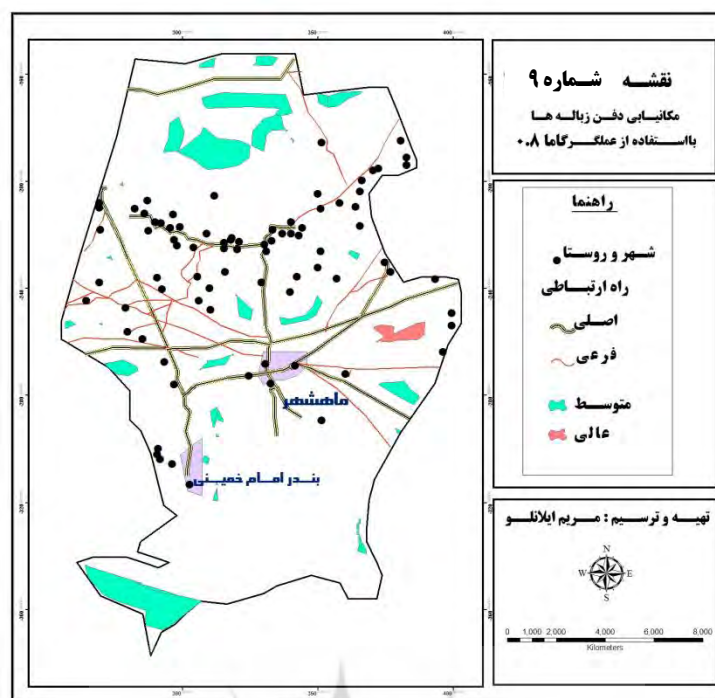 نقشه شماره ۹
مکانیابی دفن زباله ها
بااستفاده از عملگرگاما ۰.۸
راهنما
شهر و روستا
راه ارتباطی
اصلی
فرعی
متوسط
عالی
ماهشهر
بندر امام خمینی
تهیه و ترسیم : مریم ایلانلو
N
W E
S
0 1,000 2,000 4,000 6,000 8,000
Kilometers